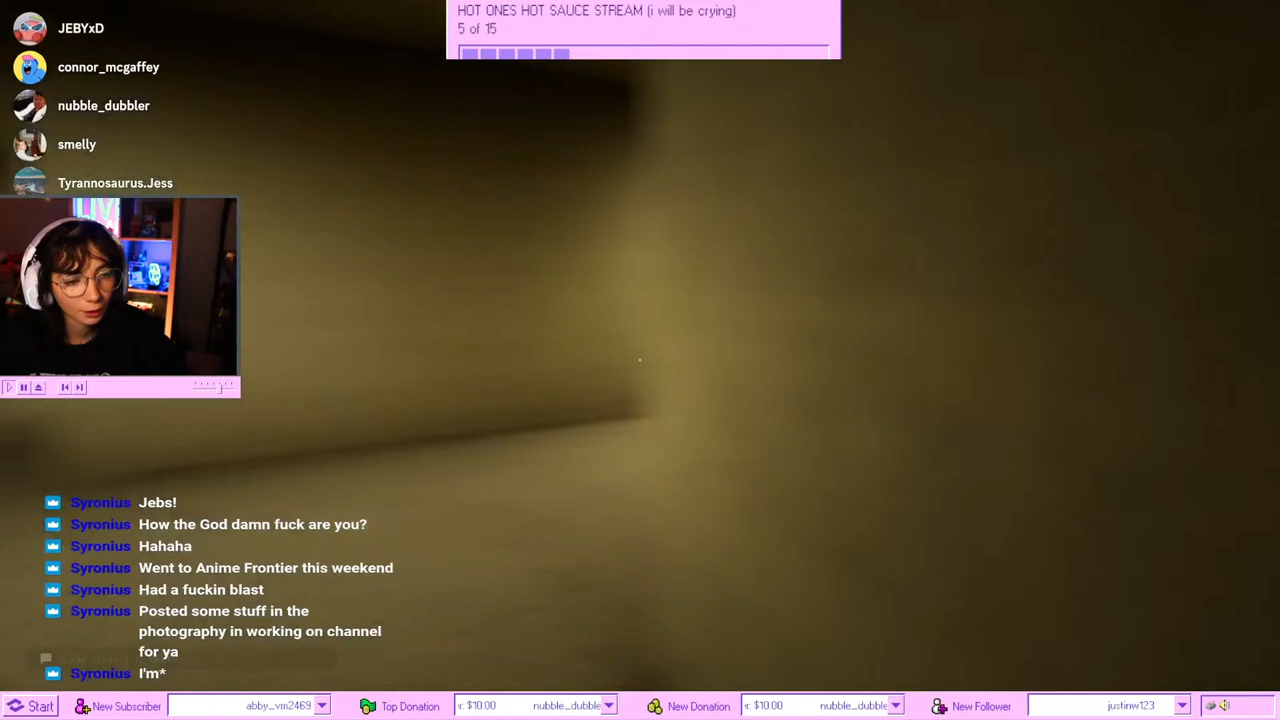 JEBYxD
connor_mcgaffey
nubble_dubbler
smelly
Tyrannosaurus.Jess
HOT ONES HOT SAUCE STREAM (i will be crying)
5 of 15
Syronius Jebs!
Syronius How the God damn fuck are you?
Syronius Hahaha
Syronius Went to Anime Frontier this weekend
Syronius Had a fuckin blast
Syronius Posted some stuff in the
photography in working on channel
for ya
Syronius I'm*
Start New Subscriber abby_vm2469 Top Donation r: $10.00 nubble_dubble New Donation r: $10.00 nubble_dubble New Follower justinw123